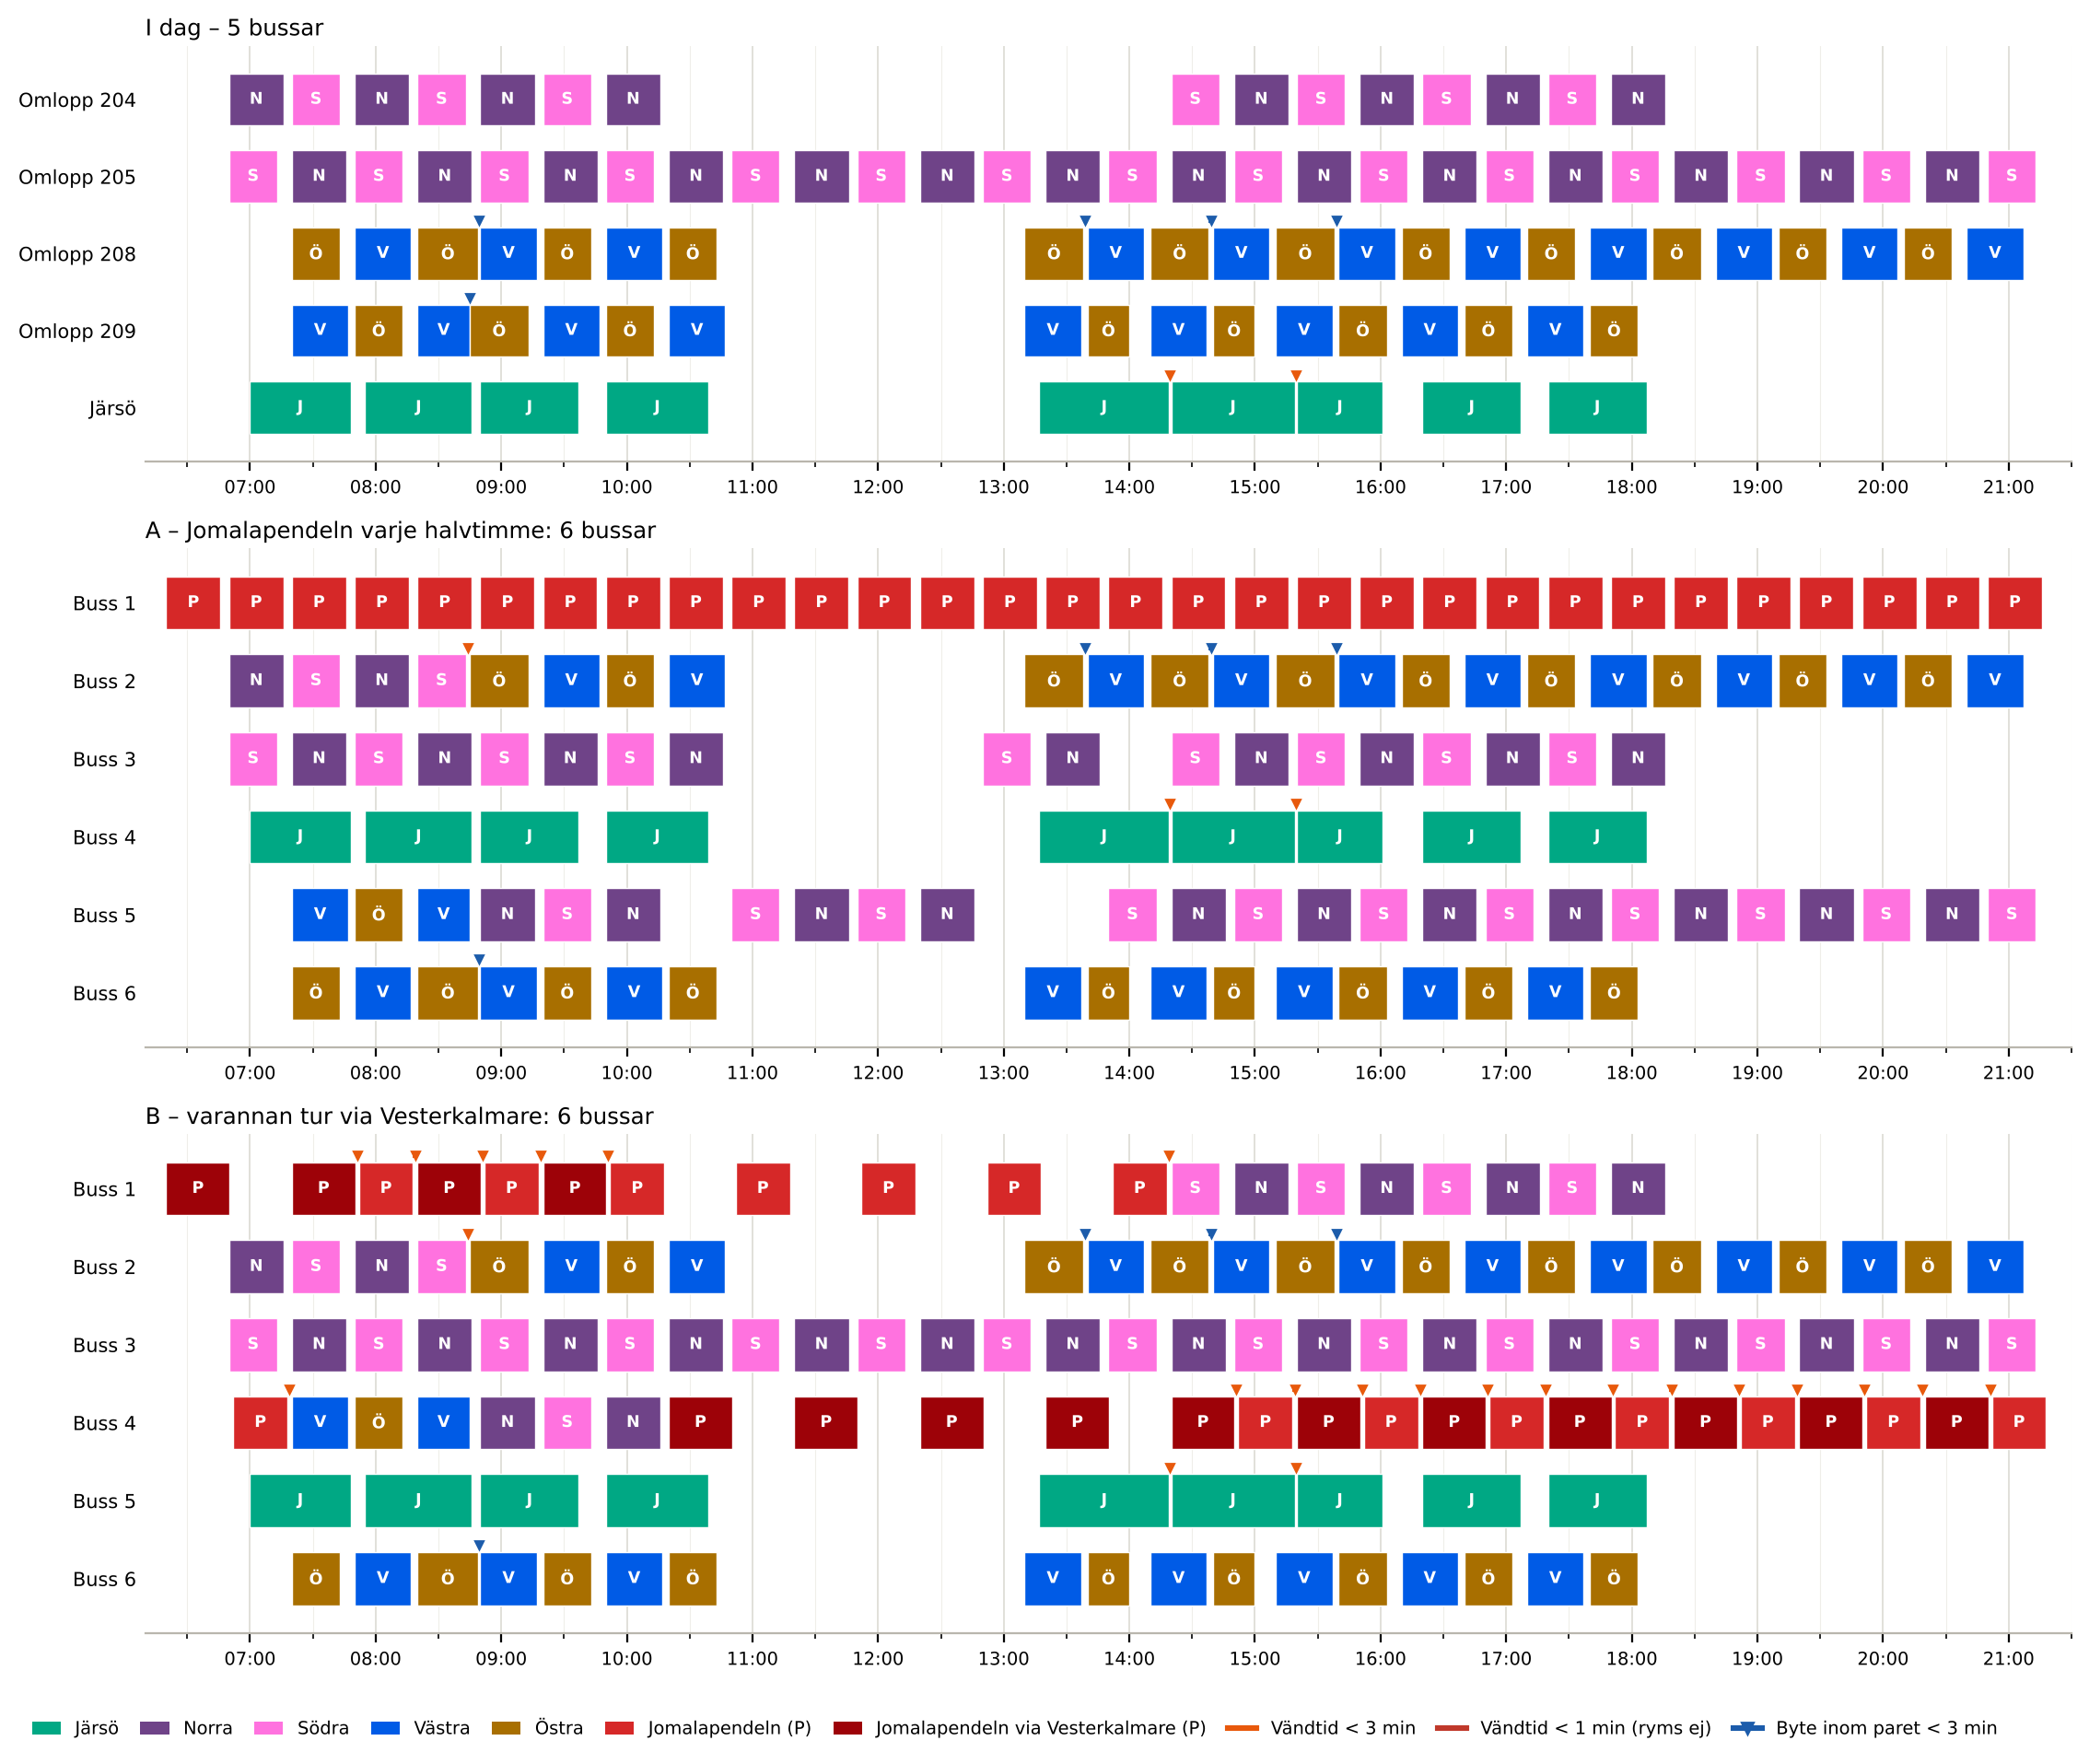 I dag – 5 bussar
Omlopp 204 N S N S N S N S N S N S N S N
Omlopp 205 S N S N S N S N S N S N S N S N S N S N S N S N S N S N S
Omlopp 208 Ö V Ö V Ö V Ö Ö V Ö V Ö V Ö V Ö V Ö V Ö V Ö V
Omlopp 209 V Ö V Ö V Ö V V Ö V Ö V Ö V Ö V Ö
Järsö J J J J J J J J J
07:00 08:00 09:00 10:00 11:00 12:00 13:00 14:00 15:00 16:00 17:00 18:00 19:00 20:00 21:00
A – Jomalapendeln varje halvtimme: 6 bussar
Buss 1 P P P P P P P P P P P P P P P P P P P P P P P P P P P P P P
Buss 2 N S N S Ö V Ö V Ö V Ö V Ö V Ö V Ö V Ö V Ö V Ö V
Buss 3 S N S N S N S N S N S N S N S N S N
Buss 4 J J J J J J J J J
Buss 5 V Ö V N S N S N S N S N S N S N S N S N S N S N S
Buss 6 Ö V Ö V Ö V Ö V Ö V Ö V Ö V Ö V Ö
07:00 08:00 09:00 10:00 11:00 12:00 13:00 14:00 15:00 16:00 17:00 18:00 19:00 20:00 21:00
B – varannan tur via Vesterkalmare: 6 bussar
Buss 1 P P P P P P P P P P P S N S N S N S N
Buss 2 N S N S Ö V Ö V Ö V Ö V Ö V Ö V Ö V Ö V Ö V Ö V
Buss 3 S N S N S N S N S N S N S N S N S N S N S N S N S N S N S
Buss 4 P V Ö V N S N P P P P P P P P P P P P P P P P P P
Buss 5 J J J J J J J J J
Buss 6 Ö V Ö V Ö V Ö V Ö V Ö V Ö V Ö V Ö
07:00 08:00 09:00 10:00 11:00 12:00 13:00 14:00 15:00 16:00 17:00 18:00 19:00 20:00 21:00
Järsö Norra Södra Västra Östra Jomalapendeln (P) Jomalapendeln via Vesterkalmare (P) Vändtid < 3 min Vändtid < 1 min (ryms ej) Byte inom paret < 3 min